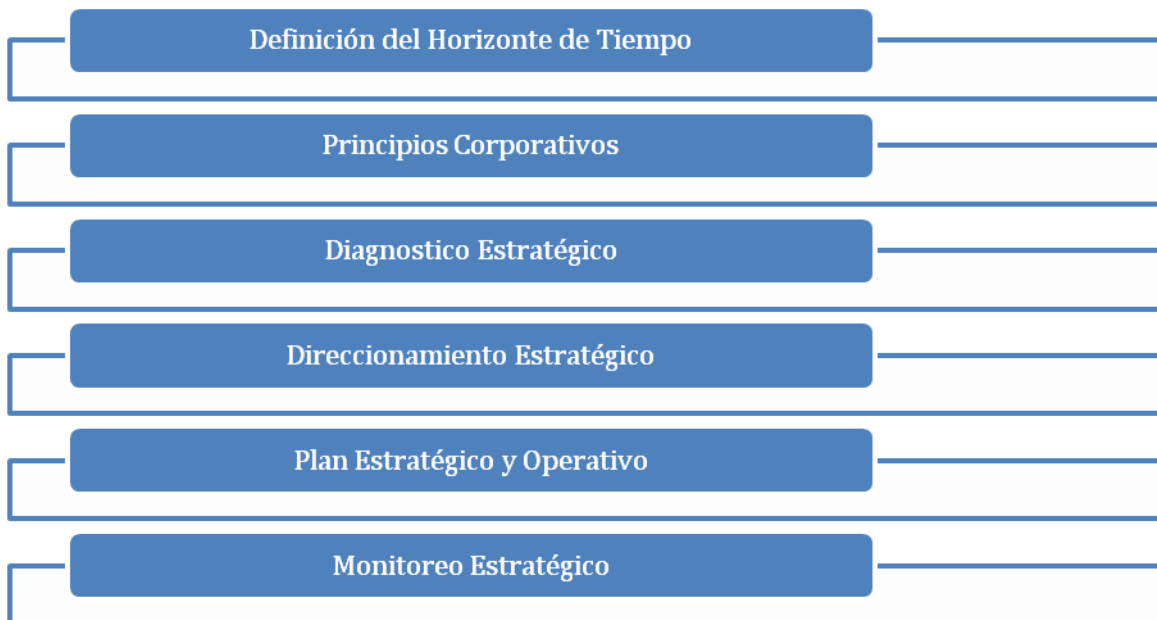 Definición del Horizonte de Tiempo
Principios Corporativos
Diagnostico Estratégico
Direccionamiento Estratégico
Plan Estratégico y Operativo
Monitoreo Estratégico